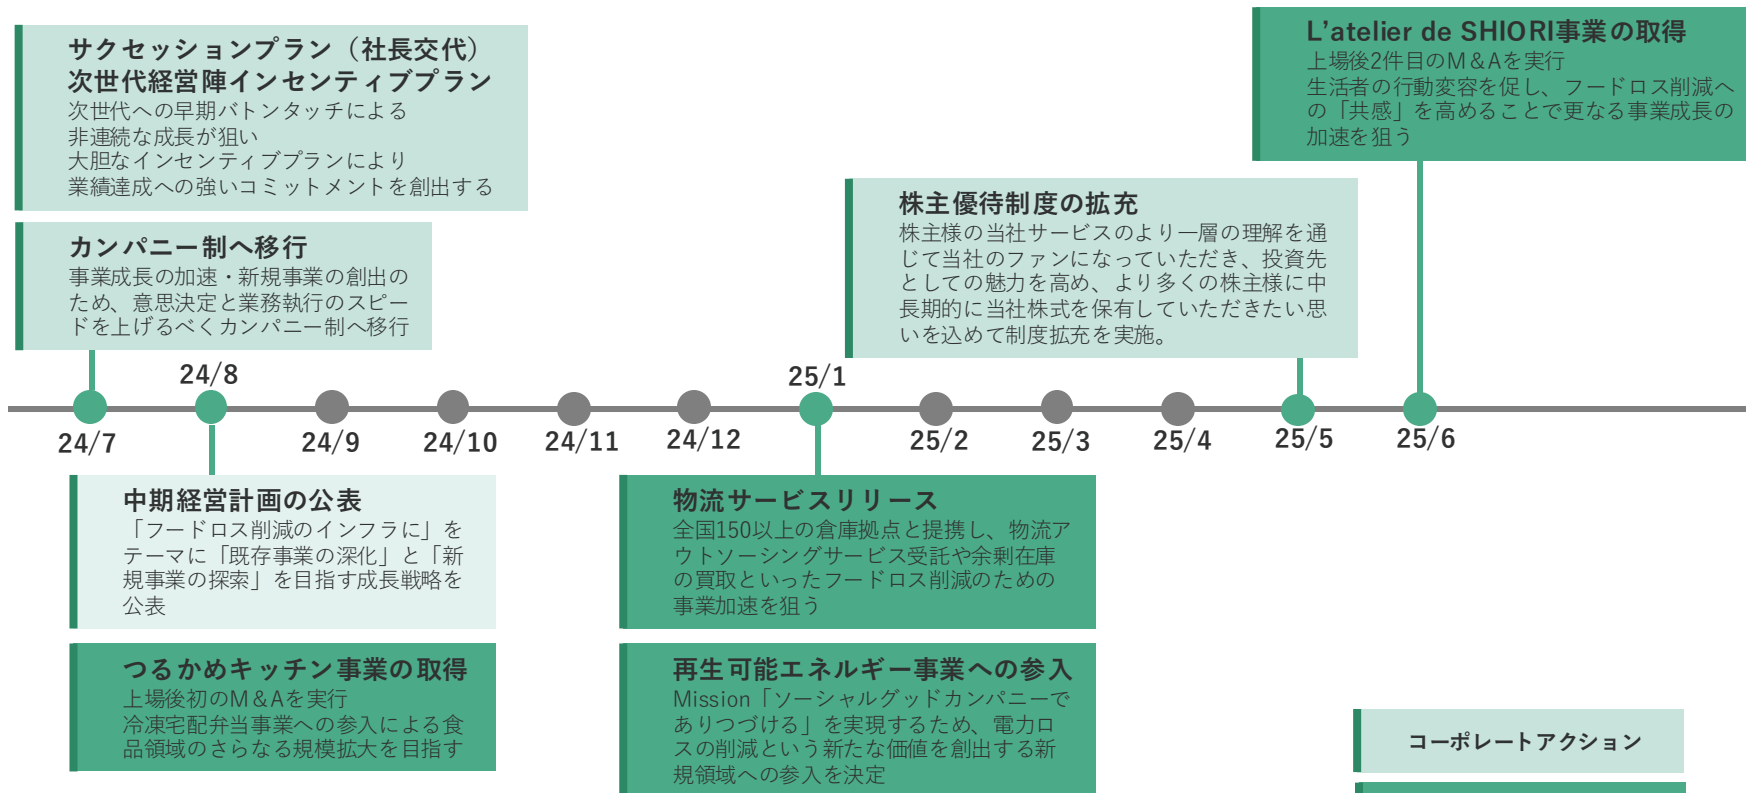 サクセッションプラン（社長交代）
次世代経営陣インセンティブプラン
次世代への早期バトンタッチによる
非連続な成長が狙い
大胆なインセンティブプランにより
業績達成への強いコミットメントを創出する
カンパニー制へ移行
事業成長の加速・新規事業の創出の
ため、意思決定と業務執行のスピー
ドを上げるべくカンパニー制へ移行
L’atelier de SHIORI事業の取得
上場後2件目のM＆Aを実行
生活者の行動変容を促し、フードロス削減へ
の「共感」を高めることで更なる事業成長の
加速を狙う
株主優待制度の拡充
株主様の当社サービスのより一層の理解を通
じて当社のファンになっていただき、投資先
としての魅力を高め、より多くの株主様に中
長期的に当社株式を保有していただきたい思
いを込めて制度拡充を実施。
24/7
24/8
24/9
24/10
24/11
24/12
25/1
25/2
25/3
25/4
25/5
25/6
中期経営計画の公表
「フードロス削減のインフラに」を
テーマに「既存事業の深化」と「新
規事業の探索」を目指す成長戦略を
公表
つるかめキッチン事業の取得
上場後初のM＆Aを実行
冷凍宅配弁当事業への参入による食
品領域のさらなる規模拡大を目指す
物流サービスリリース
全国150以上の倉庫拠点と提携し、物流ア
ウトソーシングサービス受託や余剰在庫
の買取といったフードロス削減のための
事業加速を狙う
再生可能エネルギー事業への参入
Mission「ソーシャルグッドカンパニーで
ありつづける」を実現するため、電力ロ
スの削減という新たな価値を創出する新
規領域への参入を決定
コーポレートアクション